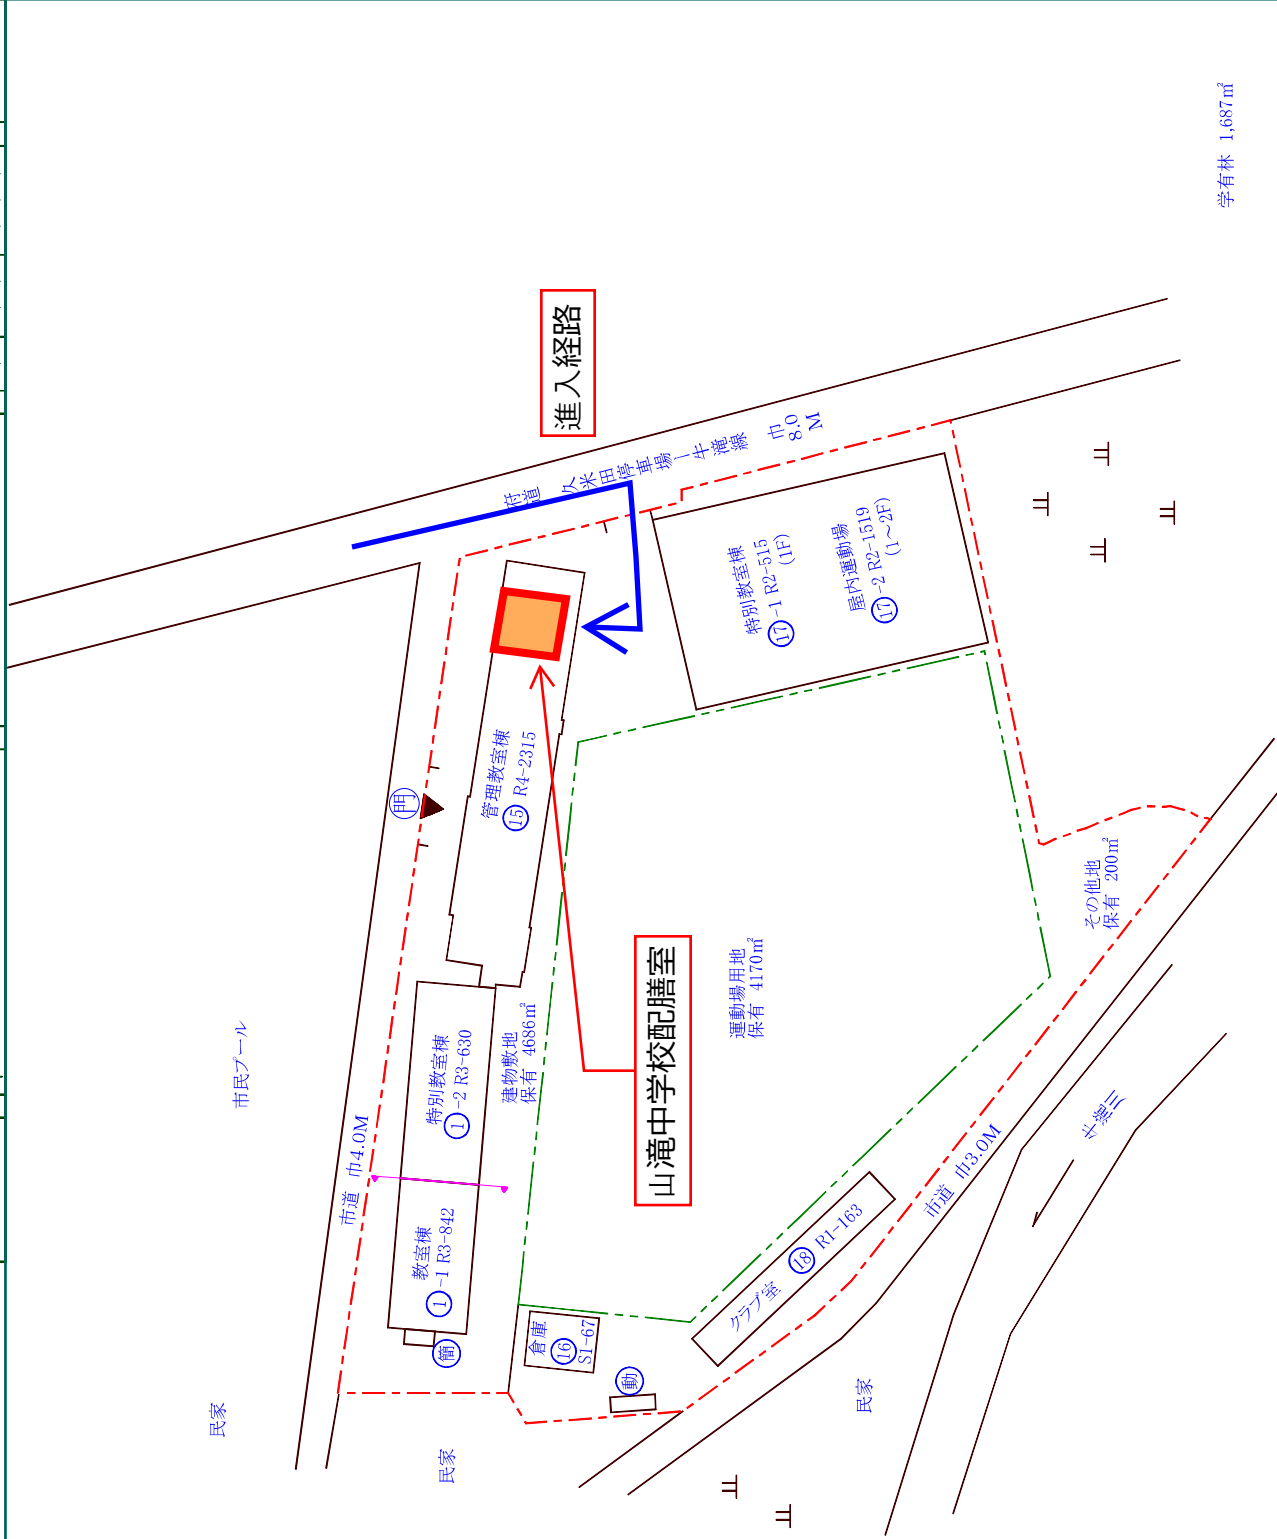 学有林 1,687㎡
進入経路
府道 久米田停車場ー牛滝線 巾8.0M
特別教室棟
⑰-1 R2-515
(1F)
屋内運動場
⑰-2 R2-1519
(1～2F)
門
管理教室棟
⑮ R4-2315
その他地
保有 200㎡
運動場用地
保有 4170㎡
山滝中学校配膳室
建物敷地
保有 4686㎡
特別教室棟
①-2 R3-630
市民プール
市道 巾4.0M
教室棟
①-1 R3-842
簡
倉庫
⑯
S1-67
動
クラブ室 ⑱ R1-163
市道 巾3.0M
牛滝川
民家
民家
民家